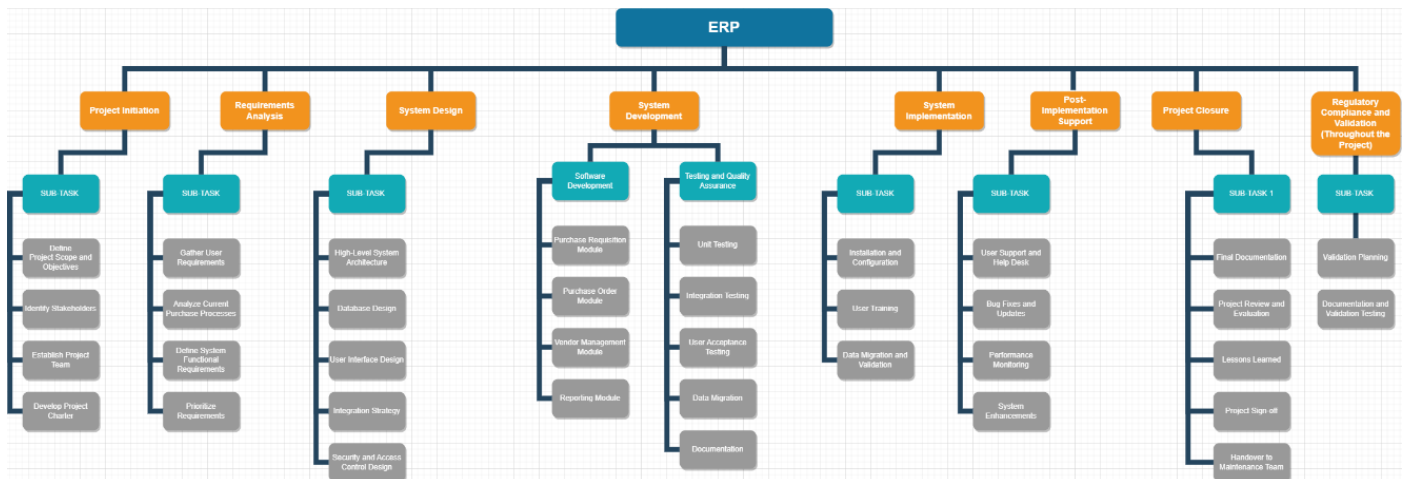 ERP
Project Initiation
Requirements
Analysis
System Design
System
Development
System
Implementation
Post-
Implementation
Support
Project Closure
Regulatory
Compliance and
Validation
(Throughout the
Project)
SUB-TASK
SUB-TASK
SUB-TASK
Software
Development
Testing and Quality
Assurance
SUB-TASK
SUB-TASK
SUB-TASK 1
SUB-TASK
Define
Project Scope and
Objectives
Identify Stakeholders
Establish Project
Team
Develop Project
Charter
Gather User
Requirements
Analyze Current
Purchase Processes
Define System
Functional
Requirements
Prioritize
Requirements
High-Level System
Architecture
Database Design
User Interface Design
Integration Strategy
Security and Access
Control Design
Purchase Requisition
Module
Purchase Order
Module
Vendor Management
Module
Reporting Module
Unit Testing
Integration Testing
User Acceptance
Testing
Data Migration
Documentation
Installation and
Configuration
User Training
Data Migration and
Validation
User Support and
Help Desk
Bug Fixes and
Updates
Performance
Monitoring
System
Enhancements
Final Documentation
Project Review and
Evaluation
Lessons Learned
Project Sign-off
Handover to
Maintenance Team
Validation Planning
Documentation and
Validation Testing